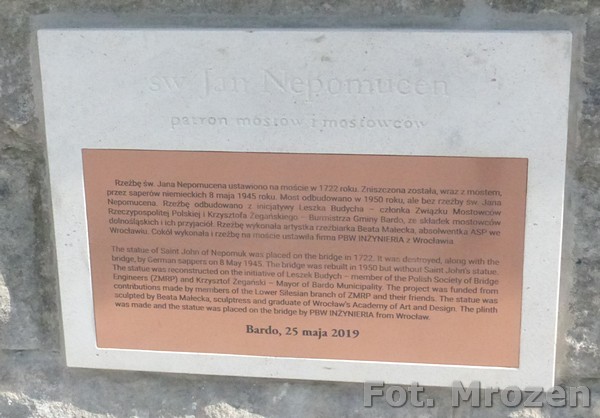 św. Jan Nepomucen
patron mostów i mostowców
Rzeźbę św. Jana Nepomucena ustawiono na moście w 1722 roku. Zniszczona została, wraz z mostem,
przez saperów niemieckich 8 maja 1945 roku. Most odbudowano w 1950 roku, ale bez rzeźby św. Jana
Nepomucena. Rzeźbę odbudowano z inicjatywy Leszka Budycha – członka Związku Mostowców
Rzeczypospolitej Polskiej i Krzysztofa Żegańskiego – Burmistrza Gminy Bardo, ze składek mostowców
dolnośląskich i ich przyjaciół. Rzeźbę wykonała artystka rzeźbiarka Beata Małecka, absolwentka ASP we
Wrocławiu. Cokół wykonała i rzeźbę na moście ustawiła firma PBW INŻYNIERIA z Wrocławia
The statue of Saint John of Nepomuk was placed on the bridge in 1722. It was destroyed, along with the
bridge, by German sappers on 8 May 1945. The bridge was rebuilt in 1950 but without Saint John's statue.
The statue was reconstructed on the initiative of Leszek Budych – member of the Polish Society of Bridge
Engineers (ZMRP) and Krzysztof Żegański – Mayor of Bardo Municipality. The project was funded from
contributions made by members of the Lower Silesian branch of ZMRP and their friends. The statue was
sculpted by Beata Małecka, sculptress and graduate of Wrocław's Academy of Art and Design. The plinth
was made and the statue was placed on the bridge by PBW INŻYNIERIA from Wrocław.
Bardo, 25 maja 2019
Fot. Mrozen